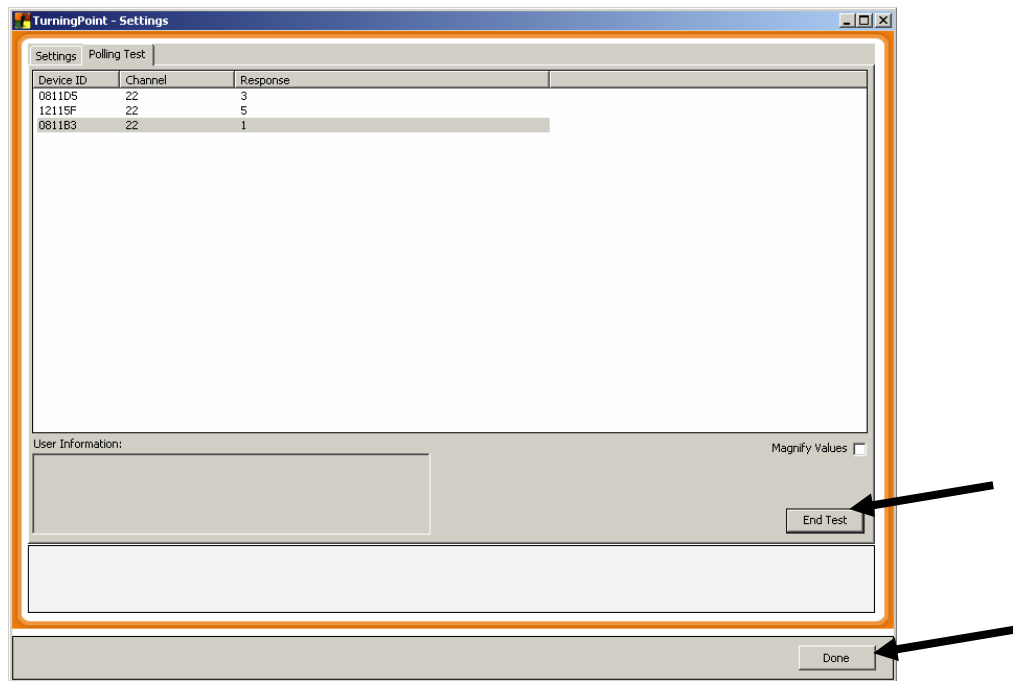 TurningPoint - Settings
Settings Polling Test
Device ID Channel Response
0811D5 22 3
12115F 22 5
0811B3 22 1
User Information:
Magnify Values
End Test
Done